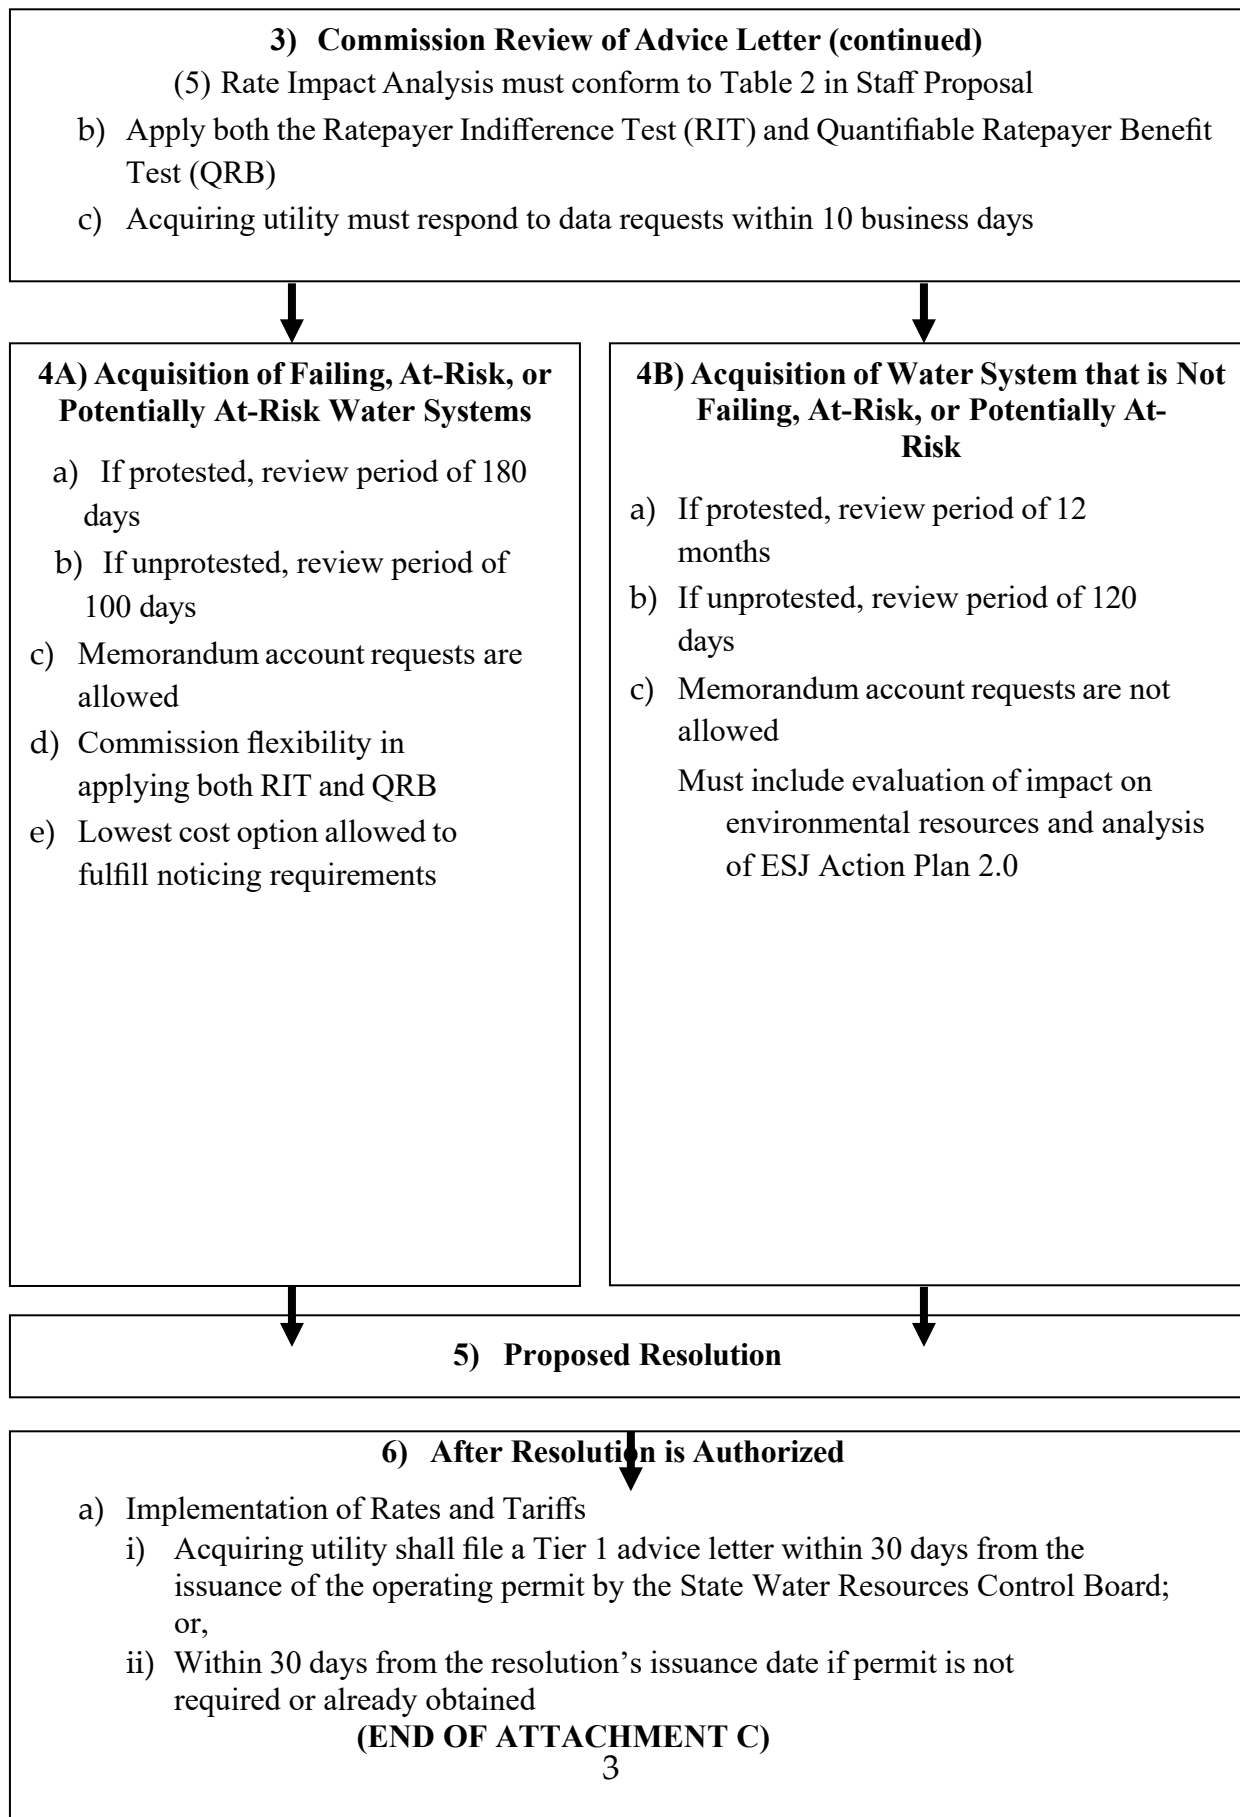 3) Commission Review of Advice Letter (continued)
(5) Rate Impact Analysis must conform to Table 2 in Staff Proposal
b) Apply both the Ratepayer Indifference Test (RIT) and Quantifiable Ratepayer Benefit
Test (QRB)
c) Acquiring utility must respond to data requests within 10 business days
4A) Acquisition of Failing, At-Risk, or
Potentially At-Risk Water Systems
a) If protested, review period of 180
days
b) If unprotested, review period of
100 days
c) Memorandum account requests are
allowed
d) Commission flexibility in
applying both RIT and QRB
e) Lowest cost option allowed to
fulfill noticing requirements
4B) Acquisition of Water System that is Not
Failing, At-Risk, or Potentially At-
Risk
a) If protested, review period of 12
months
b) If unprotested, review period of 120
days
c) Memorandum account requests are not
allowed
Must include evaluation of impact on
environmental resources and analysis
of ESJ Action Plan 2.0
5) Proposed Resolution
6) After Resolution is Authorized
a) Implementation of Rates and Tariffs
i) Acquiring utility shall file a Tier 1 advice letter within 30 days from the
issuance of the operating permit by the State Water Resources Control Board;
or,
ii) Within 30 days from the resolution’s issuance date if permit is not
required or already obtained
(END OF ATTACHMENT C)
3